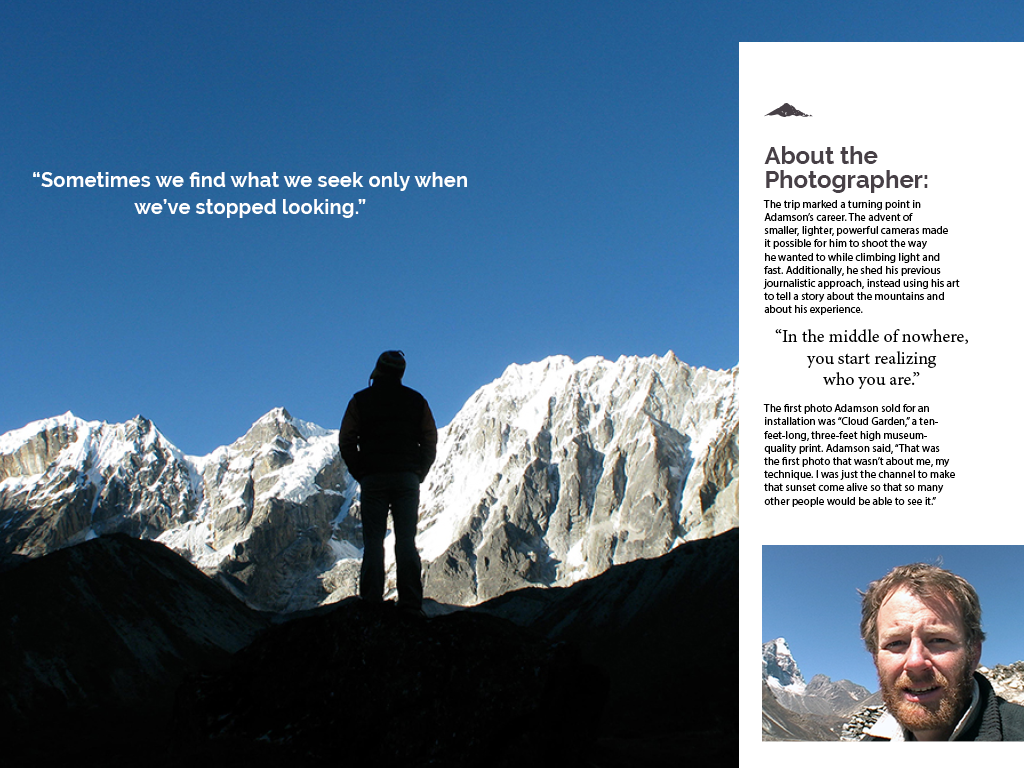 “Sometimes we find what we seek only when
we’ve stopped looking.”
About the
Photographer:
The trip marked a turning point in
Adamson’s career. The advent of
smaller, lighter, powerful cameras made
it possible for him to shoot the way
he wanted to while climbing light and
fast. Additionally, he shed his previous
journalistic approach, instead using his art
to tell a story about the mountains and
about his experience.
“In the middle of nowhere,
you start realizing
who you are.”
The first photo Adamson sold for an
installation was “Cloud Garden,” a ten-
feet-long, three-feet high museum-
quality print. Adamson said, “That was
the first photo that wasn’t about me, my
technique. I was just the channel to make
that sunset come alive so that so many
other people would be able to see it.”